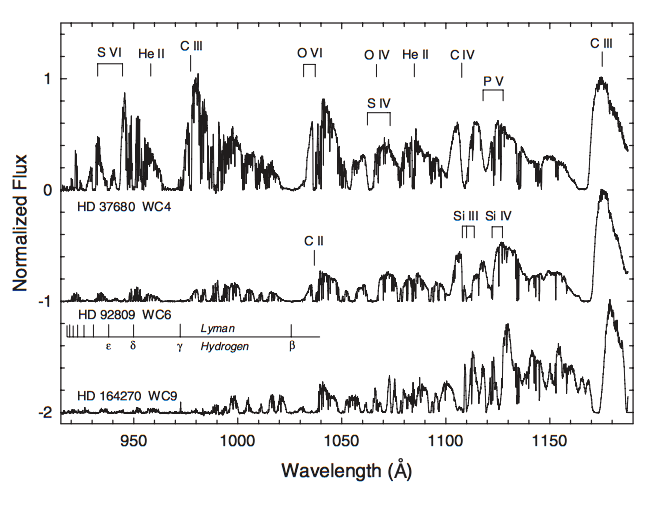 S VI He II C III O VI O IV He II C IV C III
S IV P V
1
0
HD 37680 WC4
Si III Si IV
C II
-1
HD 92809 WC6
Lyman
ε δ γ Hydrogen β
HD 164270 WC9
-2
950 1000 1050 1100 1150
Wavelength (Å)
Normalized Flux